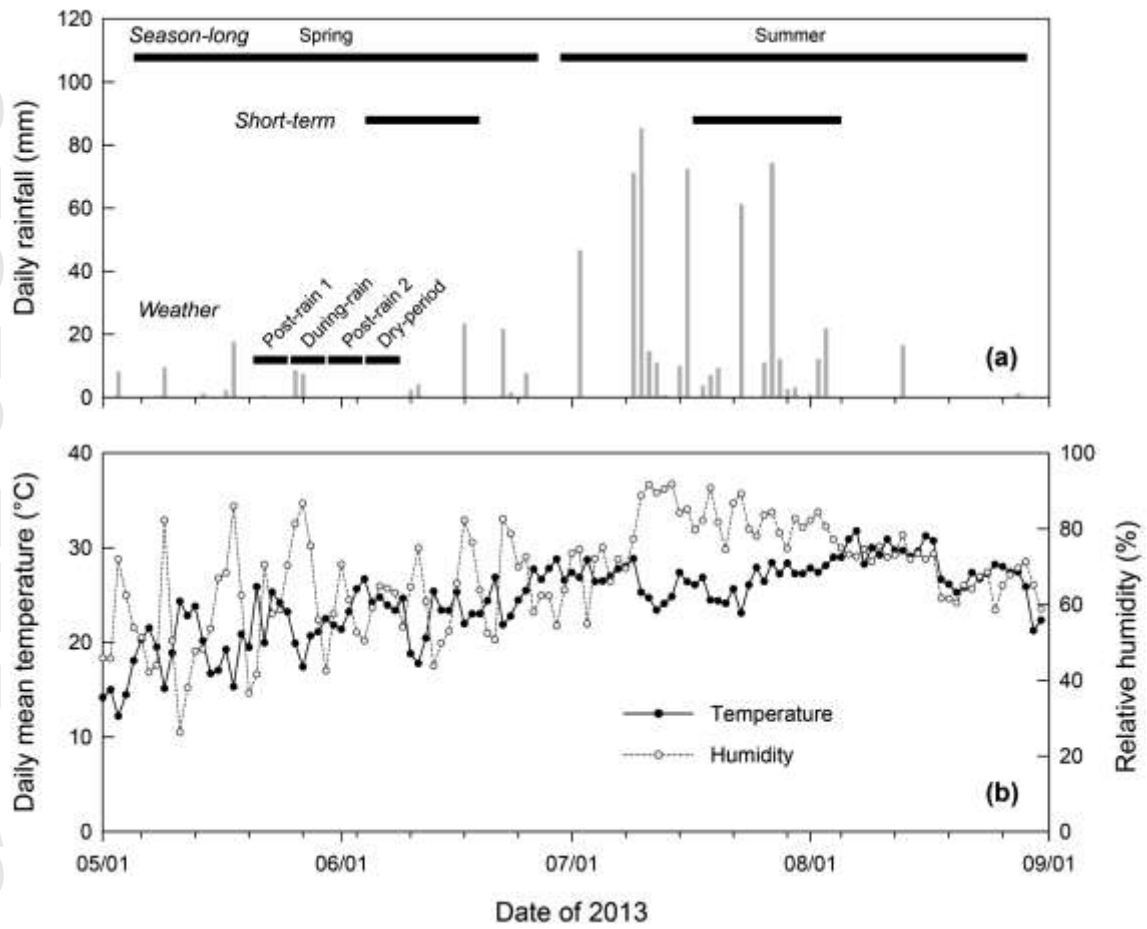 120
100
80
60
40
20
0
Daily rainfall (mm)
Season-long
Spring
Summer
Short-term
Weather
Post-rain 1
During-rain
Post-rain 2
Dry-period
(a)
40
30
20
10
0
Daily mean temperature (°C)
100
80
60
40
20
0
Relative humidity (%)
Temperature
Humidity
(b)
05/01
06/01
07/01
08/01
09/01
Date of 2013